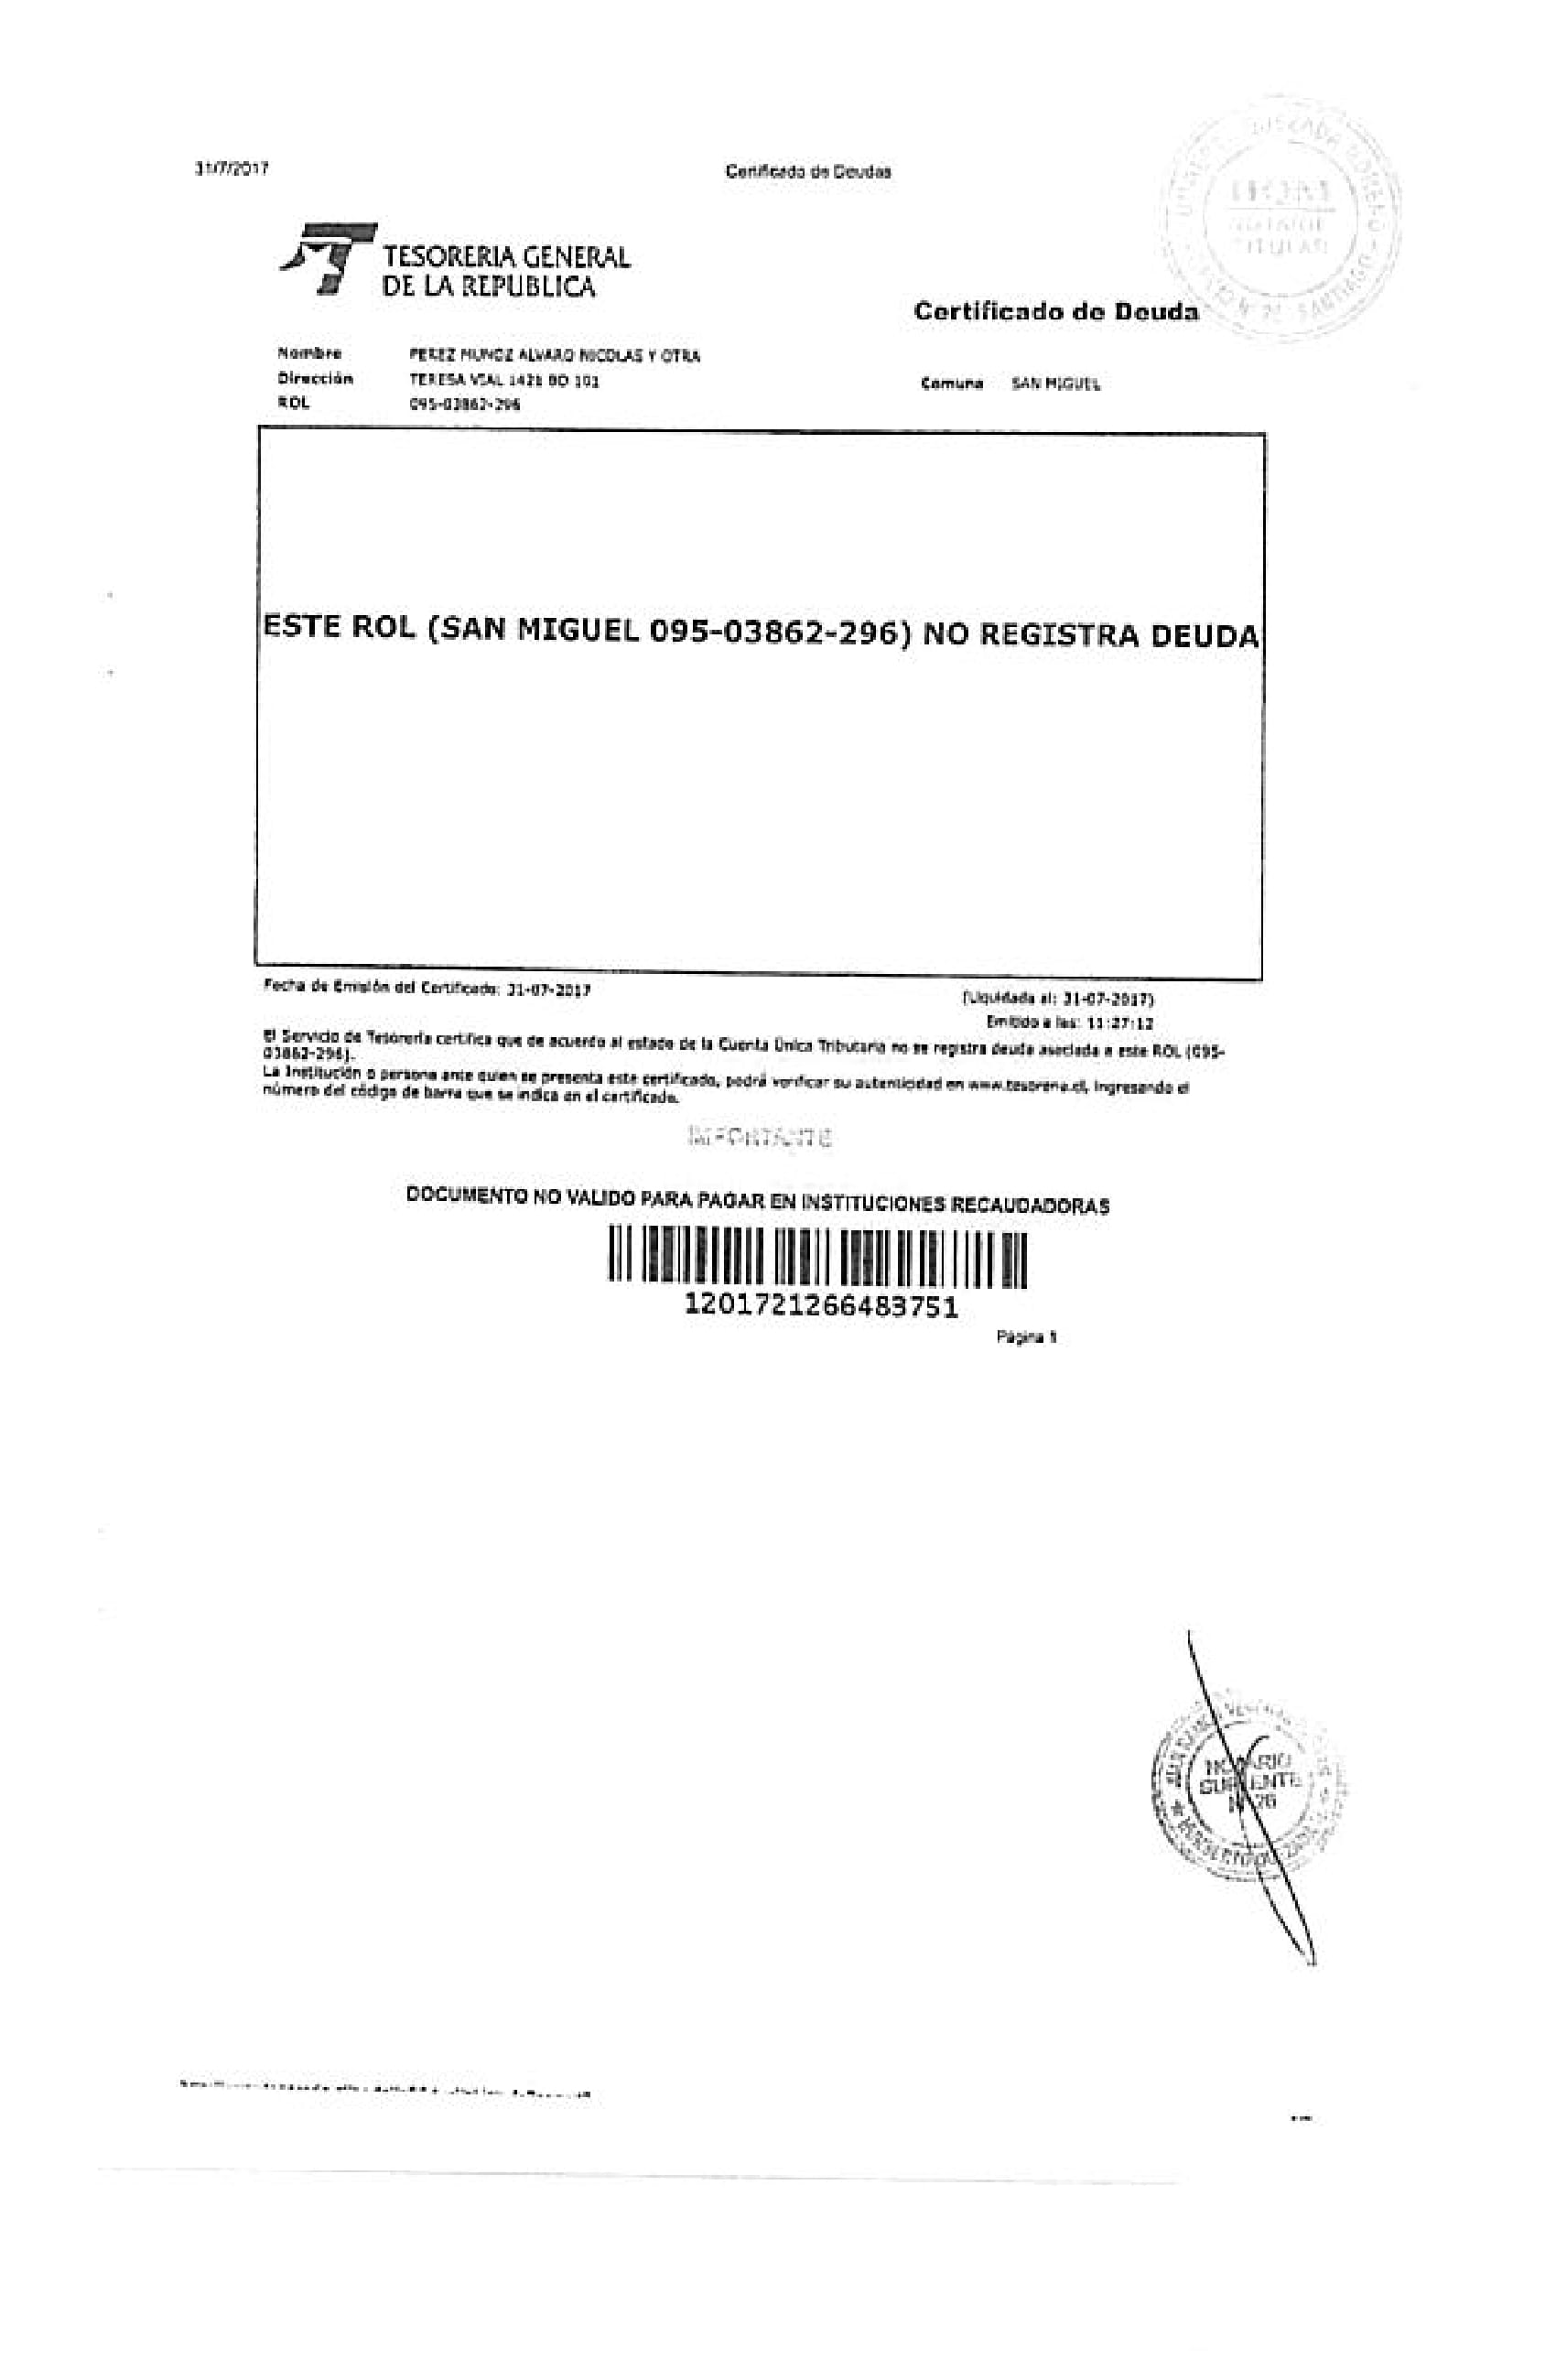 31/7/2017
Certificado de Deudas
TESORERIA GENERAL
DE LA REPUBLICA
Certificado de Deuda
NOTARIO
TITULAR
SANTIAGO
Nombre PEREZ MUNOZ ALVARO NICOLAS Y OTRA
Dirección TERESA VIAL 1421 BD 101
Comuna SAN MIGUEL
ROL 095-03862-296
ESTE ROL (SAN MIGUEL 095-03862-296) NO REGISTRA DEUDA
Fecha de Emisión del Certificado: 31-07-2017
(Liquidada al: 31-07-2017)
Emitido a las: 11:27:12
El Servicio de Tesorería certifica que de acuerdo al estado de la Cuenta Única Tributaria no se registra deuda asociada a este ROL (095-
03862-296).
La Institución o persona ante quien se presenta este certificado, podrá verificar su autenticidad en www.tesoreria.cl, ingresando el
número del código de barra que se indica en el certificado.
IMPORTANTE
DOCUMENTO NO VALIDO PARA PAGAR EN INSTITUCIONES RECAUDADORAS
1201721266483751
Página 1
NOTARIO
SUPLENTE
N 26